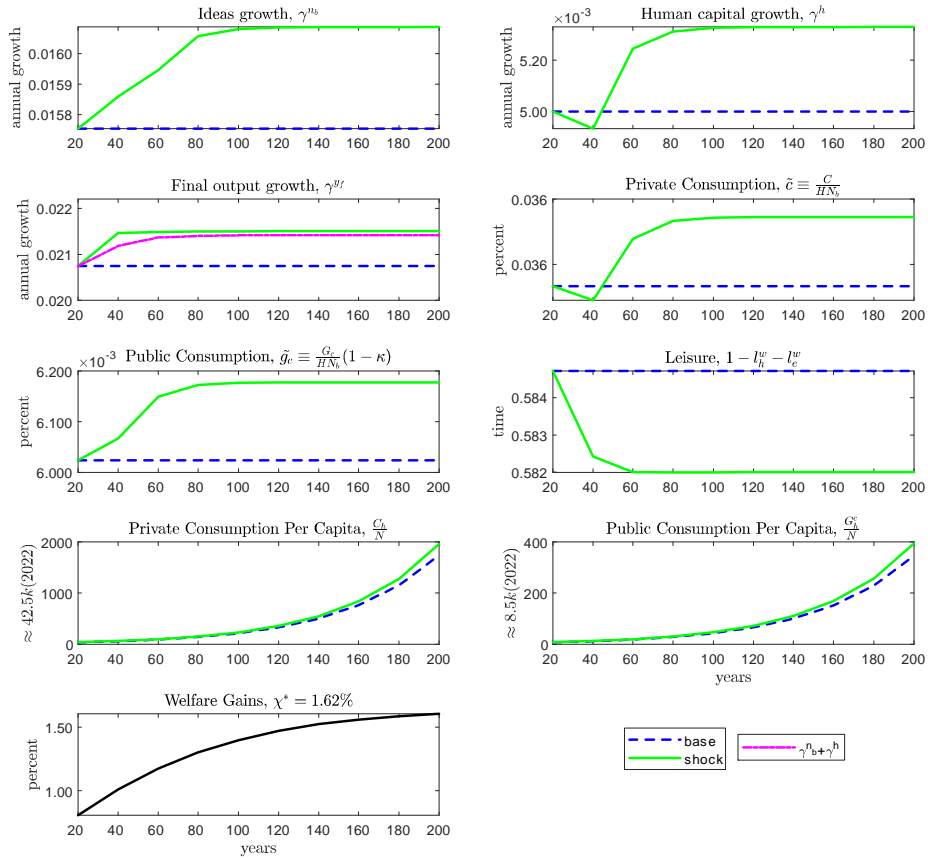 Ideas growth, γ^{n_b}
annual growth
0.0160
0.0159
0.0158
20 40 60 80 100 120 140 160 180 200
Human capital growth, γ^h
×10^{-3}
annual growth
5.20
5.00
20 40 60 80 100 120 140 160 180 200
Final output growth, γ^{y_f}
annual growth
0.022
0.021
0.020
20 40 60 80 100 120 140 160 180 200
Private Consumption, c̃ ≡ C/(HN_b)
percent
0.036
0.036
20 40 60 80 100 120 140 160 180 200
×10^{-3} Public Consumption, g̃_c ≡ G_c/(HN_b) (1 − κ)
percent
6.200
6.100
6.000
20 40 60 80 100 120 140 160 180 200
Leisure, 1 − l_h^w − l_e^w
time
0.584
0.583
0.582
20 40 60 80 100 120 140 160 180 200
Private Consumption Per Capita, C_h/N
≈ 42.5k(2022)
2000
1000
0
20 40 60 80 100 120 140 160 180 200
Public Consumption Per Capita, G_h^c/N
≈ 8.5k(2022)
400
200
0
20 40 60 80 100 120 140 160 180 200
years
Welfare Gains, χ* = 1.62%
percent
1.50
1.00
20 40 60 80 100 120 140 160 180 200
years
base
shock
γ^{n_b}+γ^h